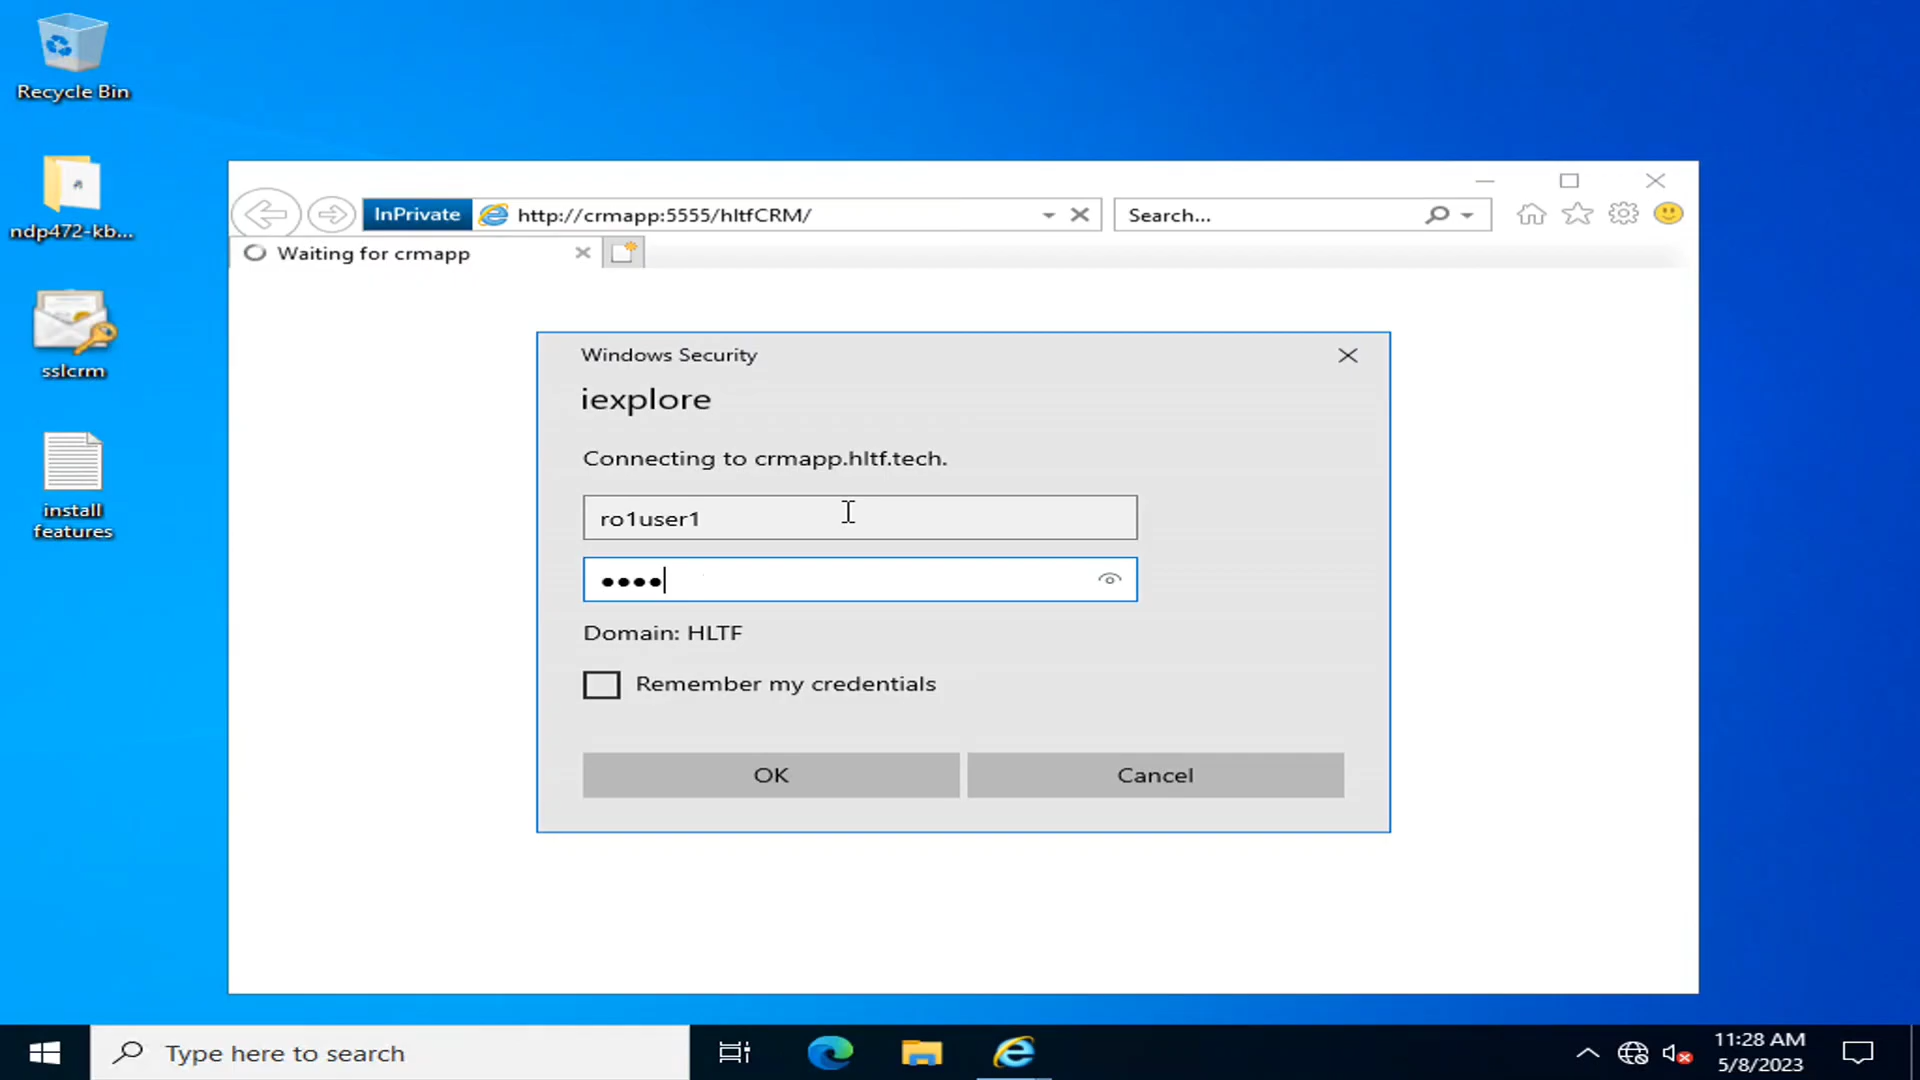 Recycle Bin
ndp472-kb...
sslcrm
install
features
InPrivate
http://crmapp:5555/hltfCRM/
Search...
Waiting for crmapp
Windows Security
iexplore
Connecting to crmapp.hltf.tech.
ro1user1
●●●●
Domain: HLTF
Remember my credentials
OK
Cancel
Type here to search
11:28 AM
5/8/2023